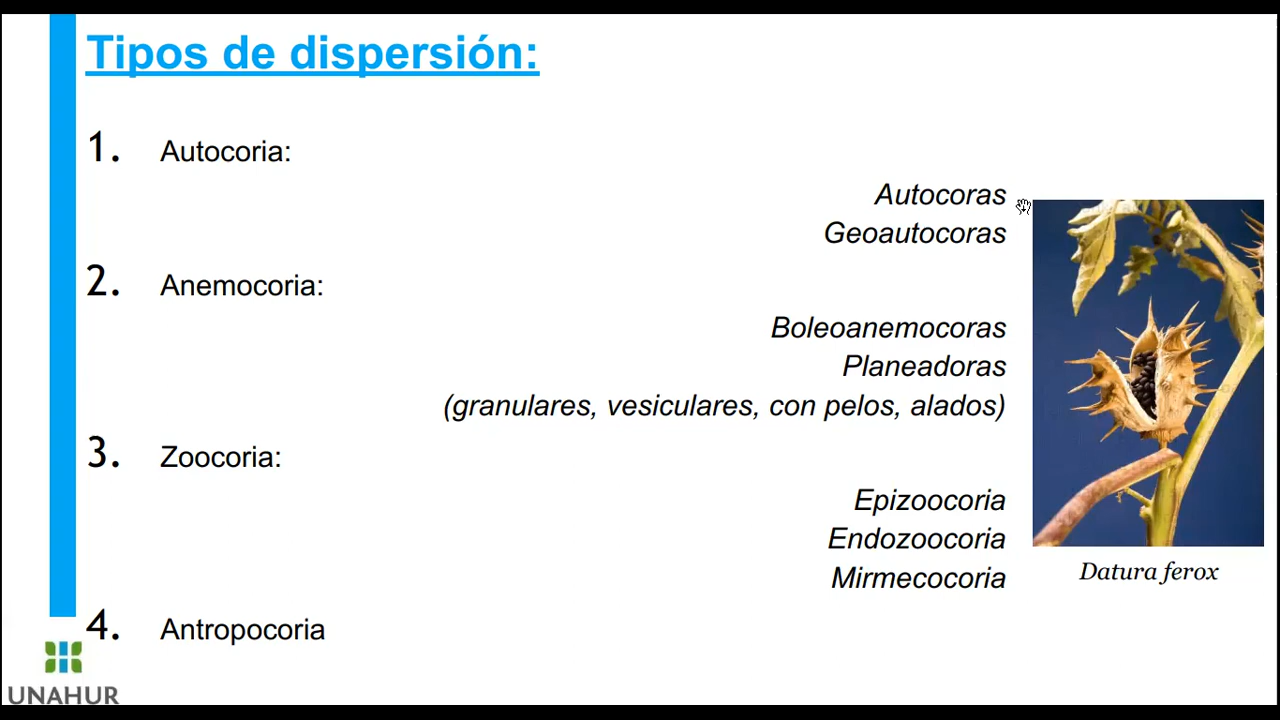 Tipos de dispersión:
1. Autocoria:
Autocoras
Geoautocoras
2. Anemocoria:
Boleoanemocoras
Planeadoras
(granulares, vesiculares, con pelos, alados)
3. Zoocoria:
Epizoocoria
Endozoocoria
Mirmecocoria
Datura ferox
4. Antropocoria
UNAHUR